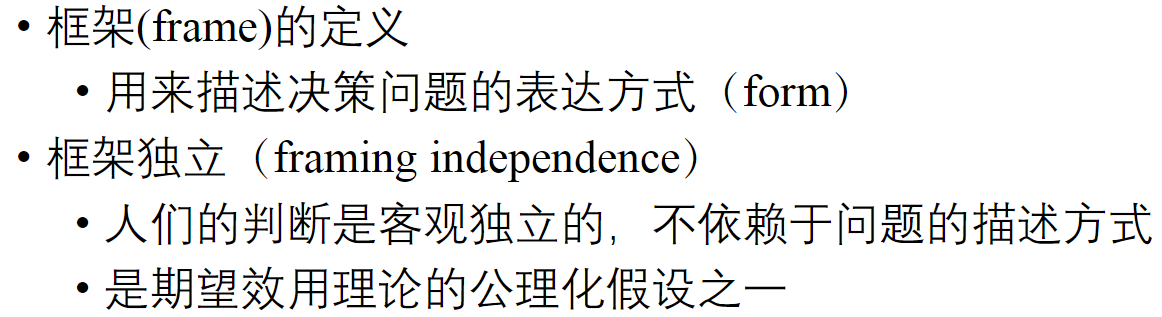 • 框架(frame)的定义
• 用来描述决策问题的表达方式（form）
• 框架独立（framing independence）
• 人们的判断是客观独立的，不依赖于问题的描述方式
• 是期望效用理论的公理化假设之一